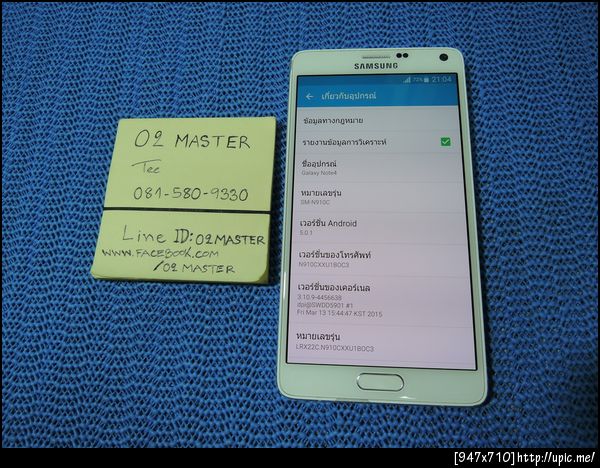 02 MASTER
Tee
081-580-9330
Line ID: 02MASTER
WWW.FACEBOOK.COM
/02 MASTER
SAMSUNG
72% 21:04
เกี่ยวกับอุปกรณ์
ข้อมูลทางกฎหมาย
รายงานข้อมูลการวิเคราะห์
ชื่ออุปกรณ์
Galaxy Note4
หมายเลขรุ่น
SM-N910C
เวอร์ชั่น Android
5.0.1
เวอร์ชั่นของโทรศัพท์
N910CXXU1BOC3
เวอร์ชั่นของเคอร์เนล
3.10.9-4456638
dpi@SWDD5901 #1
Fri Mar 13 15:44:47 KST 2015
หมายเลขรุ่น
LRX22C.N910CXXU1BOC3
[947x710]http://upic.me/